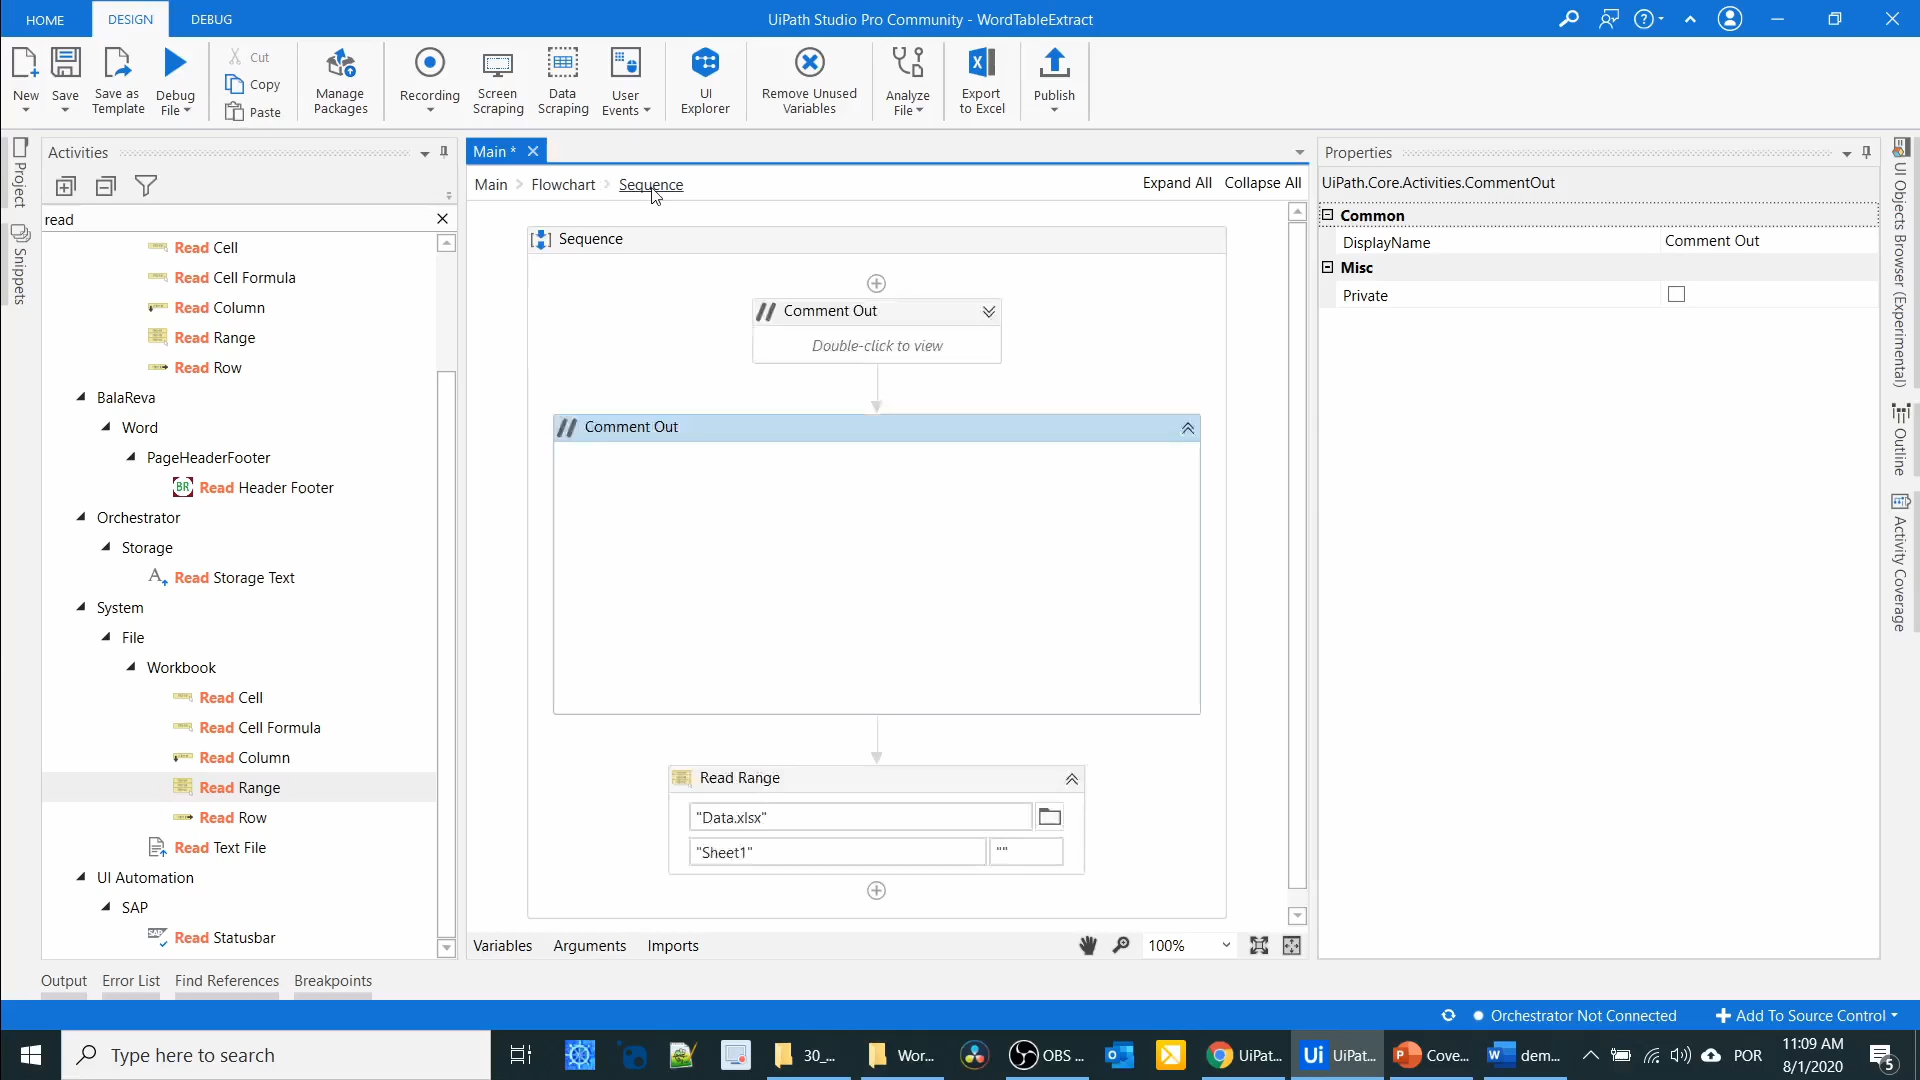 HOME
DESIGN
DEBUG
UiPath Studio Pro Community - WordTableExtract
New
Save
Save as
Template
Debug
File
Cut
Copy
Paste
Manage
Packages
Recording
Screen
Scraping
Data
Scraping
User
Events
UI
Explorer
Remove Unused
Variables
Analyze
File
Export
to Excel
Publish
Project
Snippets
Activities
read
Read Cell
Read Cell Formula
Read Column
Read Range
Read Row
BalaReva
Word
PageHeaderFooter
BR
Read Header Footer
Orchestrator
Storage
Read Storage Text
System
File
Workbook
Read Cell
Read Cell Formula
Read Column
Read Range
Read Row
Read Text File
UI Automation
SAP
SAP
Read Statusbar
Main *
Main > Flowchart > Sequence
Expand All
Collapse All
Sequence
Comment Out
Double-click to view
Comment Out
Read Range
"Data.xlsx"
"Sheet1"
""
Variables
Arguments
Imports
100%
Properties
UiPath.Core.Activities.CommentOut
Common
DisplayName
Comment Out
Misc
Private
UI Objects Browser (Experimental)
Outline
Activity Coverage
Output
Error List
Find References
Breakpoints
Orchestrator Not Connected
Add To Source Control
Type here to search
30_...
Wor...
OBS ...
UiPat...
Ui
UiPat...
Cove...
dem...
POR
11:09 AM
8/1/2020
5